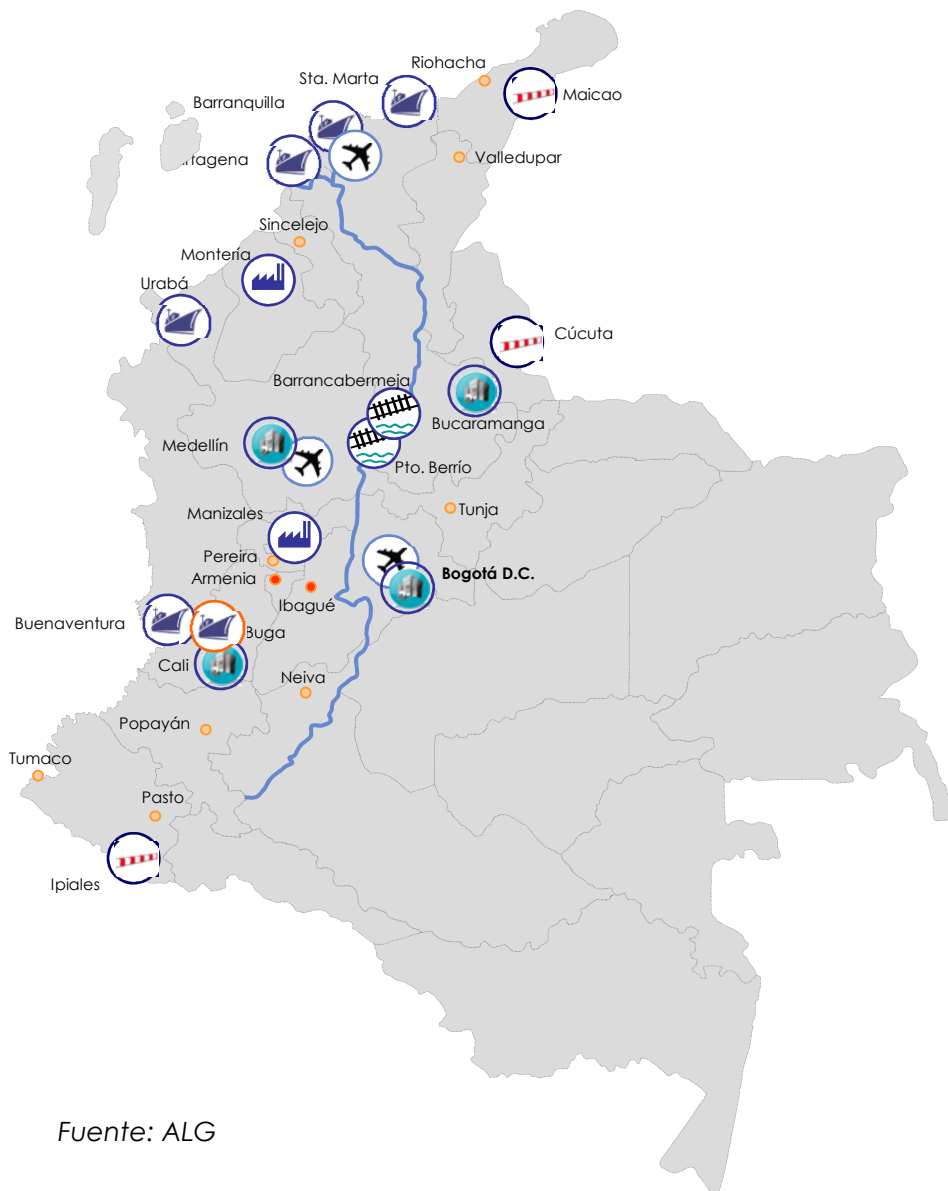 Riohacha
Sta. Marta
Maicao
Barranquilla
rtagena
Valledupar
Sincelejo
Montería
Urabá
Cúcuta
Barrancabermeja
Bucaramanga
Medellín
Pto. Berrío
Manizales
Tunja
Pereira
Bogotá D.C.
Armenia
Ibagué
Buenaventura
Buga
Cali
Neiva
Popayán
Tumaco
Pasto
Ipiales
Fuente: ALG